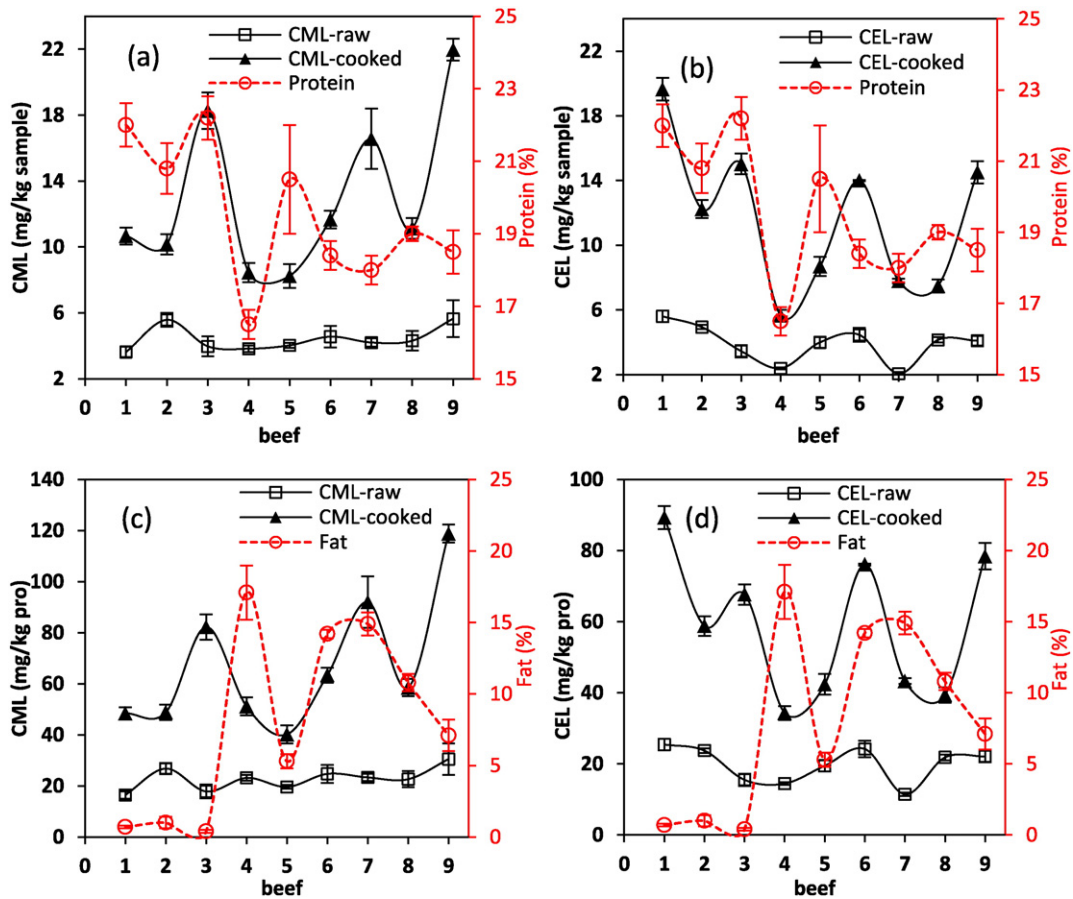 (a)
CML-raw
CML-cooked
Protein
CML (mg/kg sample)
22
18
14
10
6
2
25
23
21
19
17
15
Protein (%)
0 1 2 3 4 5 6 7 8 9
beef
(b)
CEL-raw
CEL-cooked
Protein
CEL (mg/kg sample)
22
18
14
10
6
2
25
23
21
19
17
15
Protein (%)
0 1 2 3 4 5 6 7 8 9
beef
(c)
CML-raw
CML-cooked
Fat
CML (mg/kg pro)
140
120
100
80
60
40
20
0
25
20
15
10
5
0
Fat (%)
0 1 2 3 4 5 6 7 8 9
beef
(d)
CEL-raw
CEL-cooked
Fat
CEL (mg/kg pro)
100
80
60
40
20
0
25
20
15
10
5
0
Fat (%)
0 1 2 3 4 5 6 7 8 9
beef